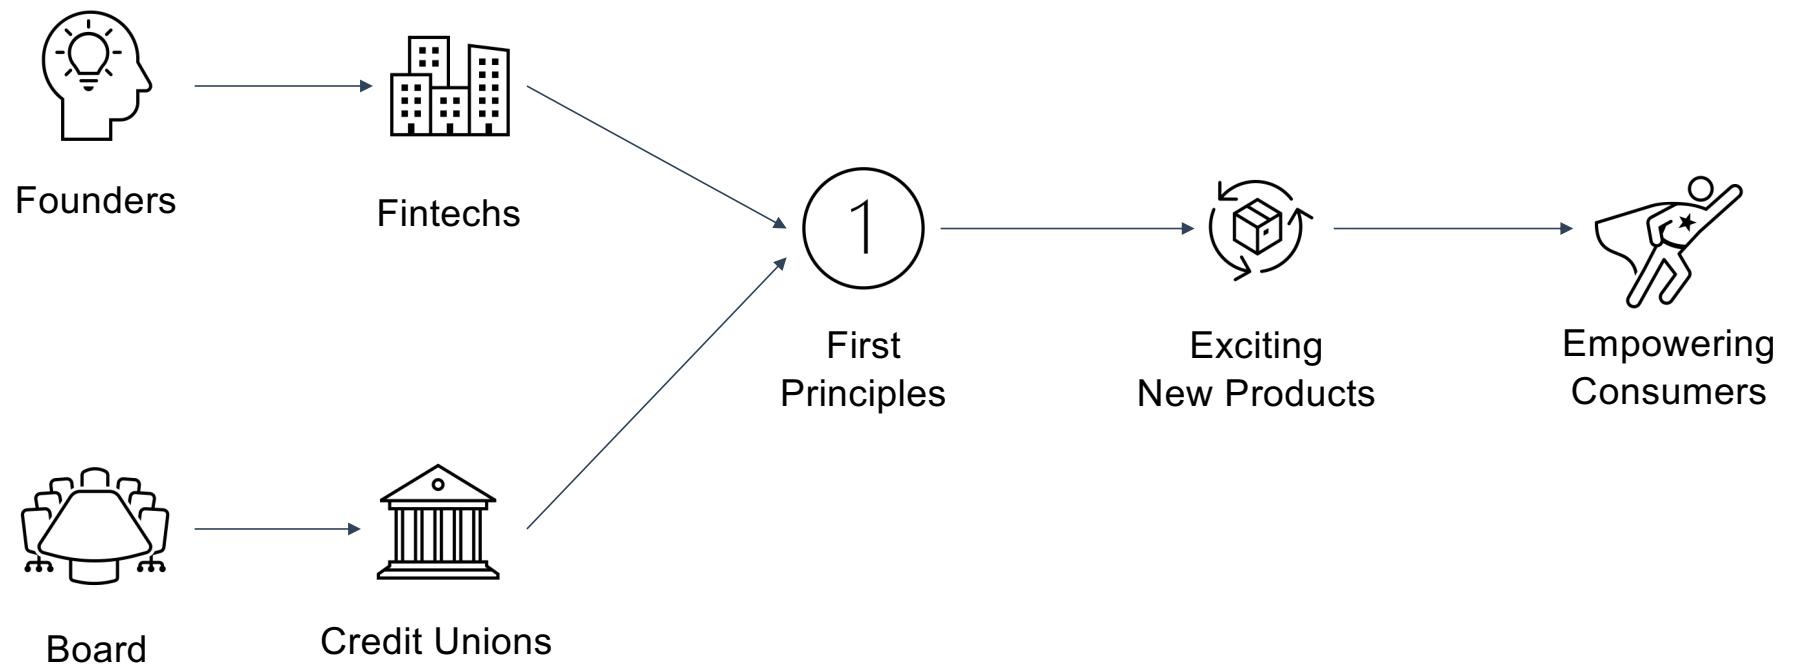 Founders
Fintechs
1
First
Principles
Exciting
New Products
Empowering
Consumers
Board
Credit Unions